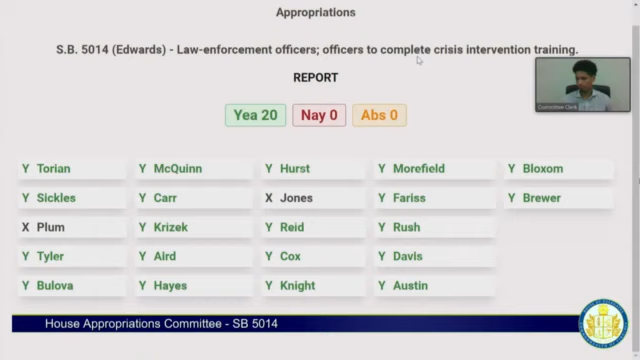 Appropriations
S.B. 5014 (Edwards) - Law-enforcement officers; officers to complete crisis intervention training.
REPORT
Committee Clerk
Yea 20 Nay 0 Abs 0
Y Torian Y McQuinn Y Hurst Y Morefield Y Bloxom
Y Sickles Y Carr X Jones Y Fariss Y Brewer
X Plum Y Krizek Y Reid Y Rush
Y Tyler Y Aird Y Cox Y Davis
Y Bulova Y Hayes Y Knight Y Austin
House Appropriations Committee - SB 5014